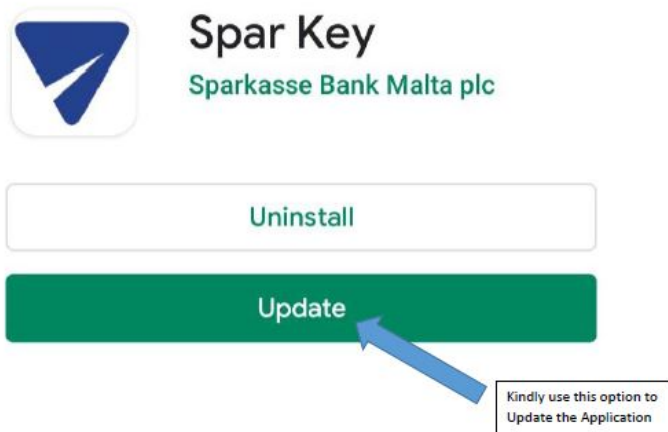 Spar Key
Sparkasse Bank Malta plc
Uninstall
Update
Kindly use this option to
Update the Application